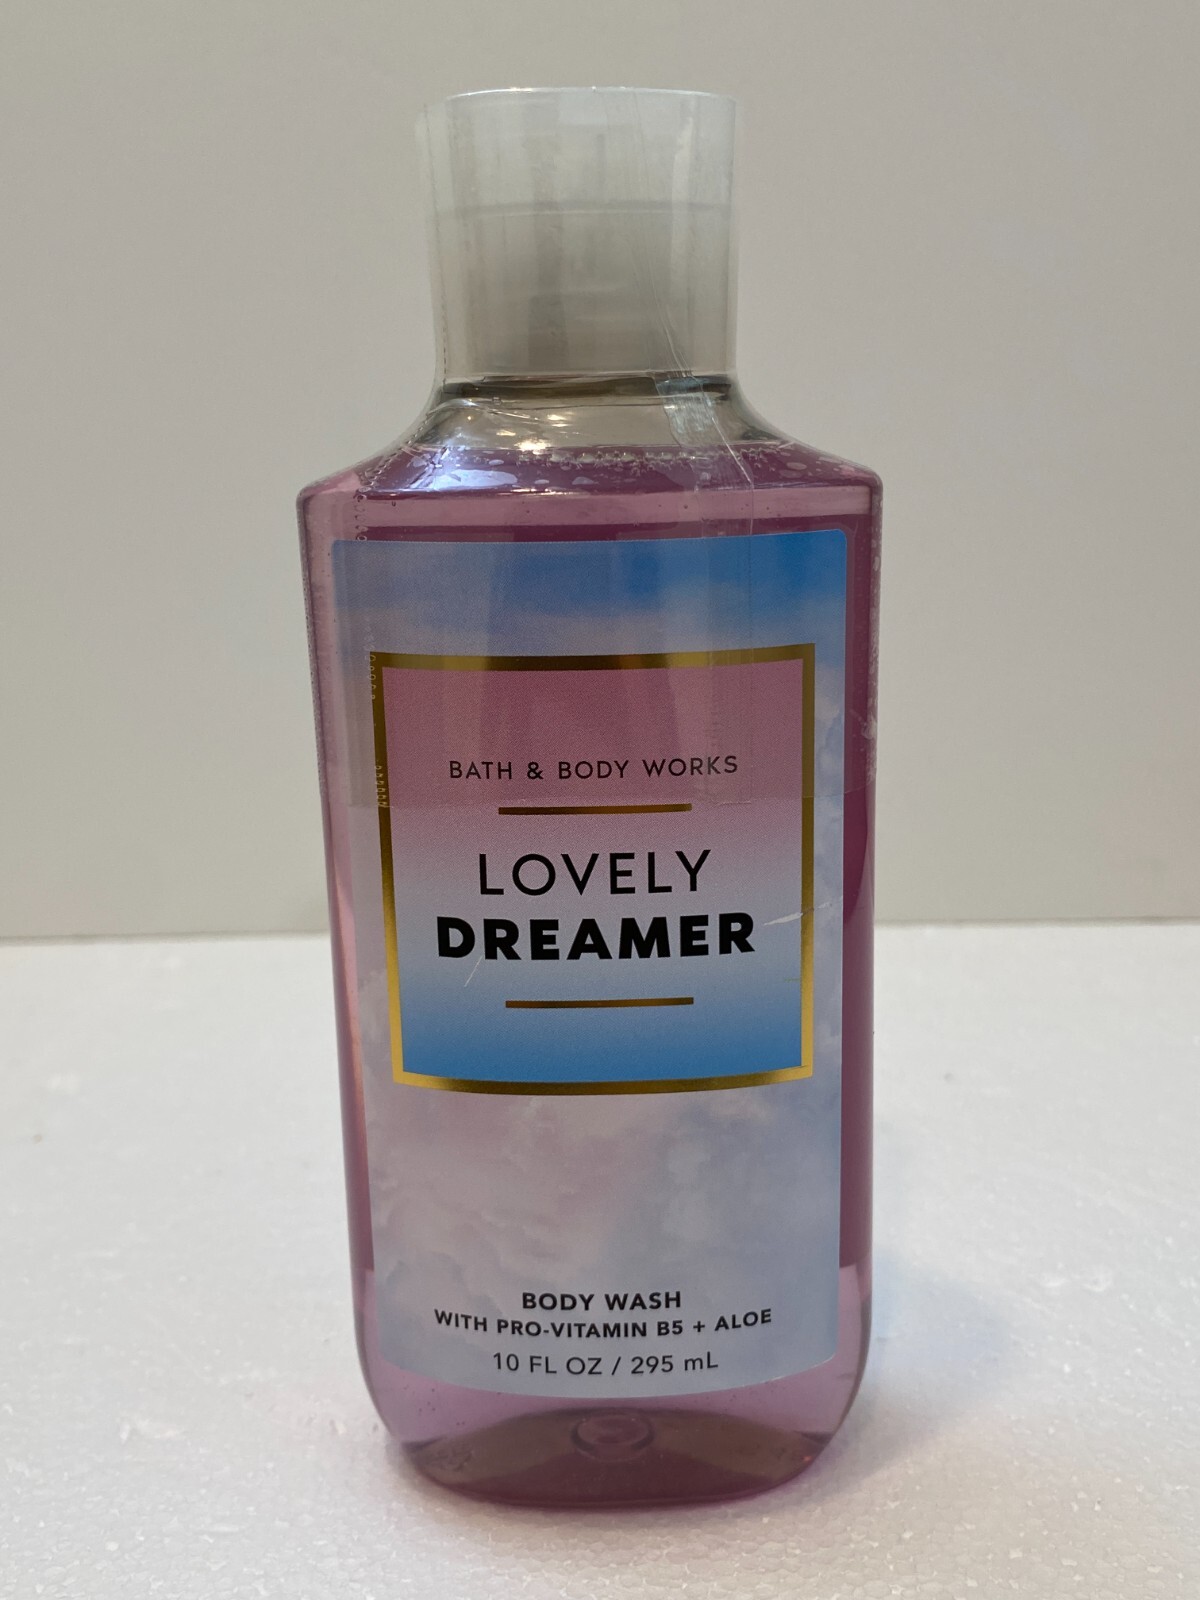 BATH & BODY WORKS
LOVELY
DREAMER
BODY WASH
WITH PRO-VITAMIN B5 + ALOE
10 FL OZ / 295 mL